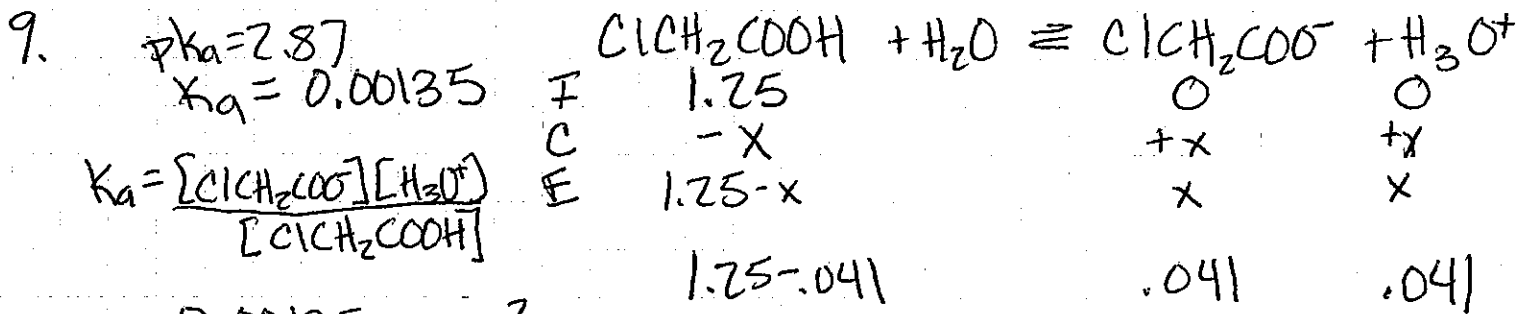 9. pKa=2.87 ClCH₂COOH + H₂O ⇌ ClCH₂COO⁻ + H₃O⁺
Ka = 0.00135 I 1.25 0 0
C -x +x +x
Ka = [ClCH₂COO⁻][H₃O⁺] E 1.25-x x x
[ClCH₂COOH]
1.25-.041 .041 .041